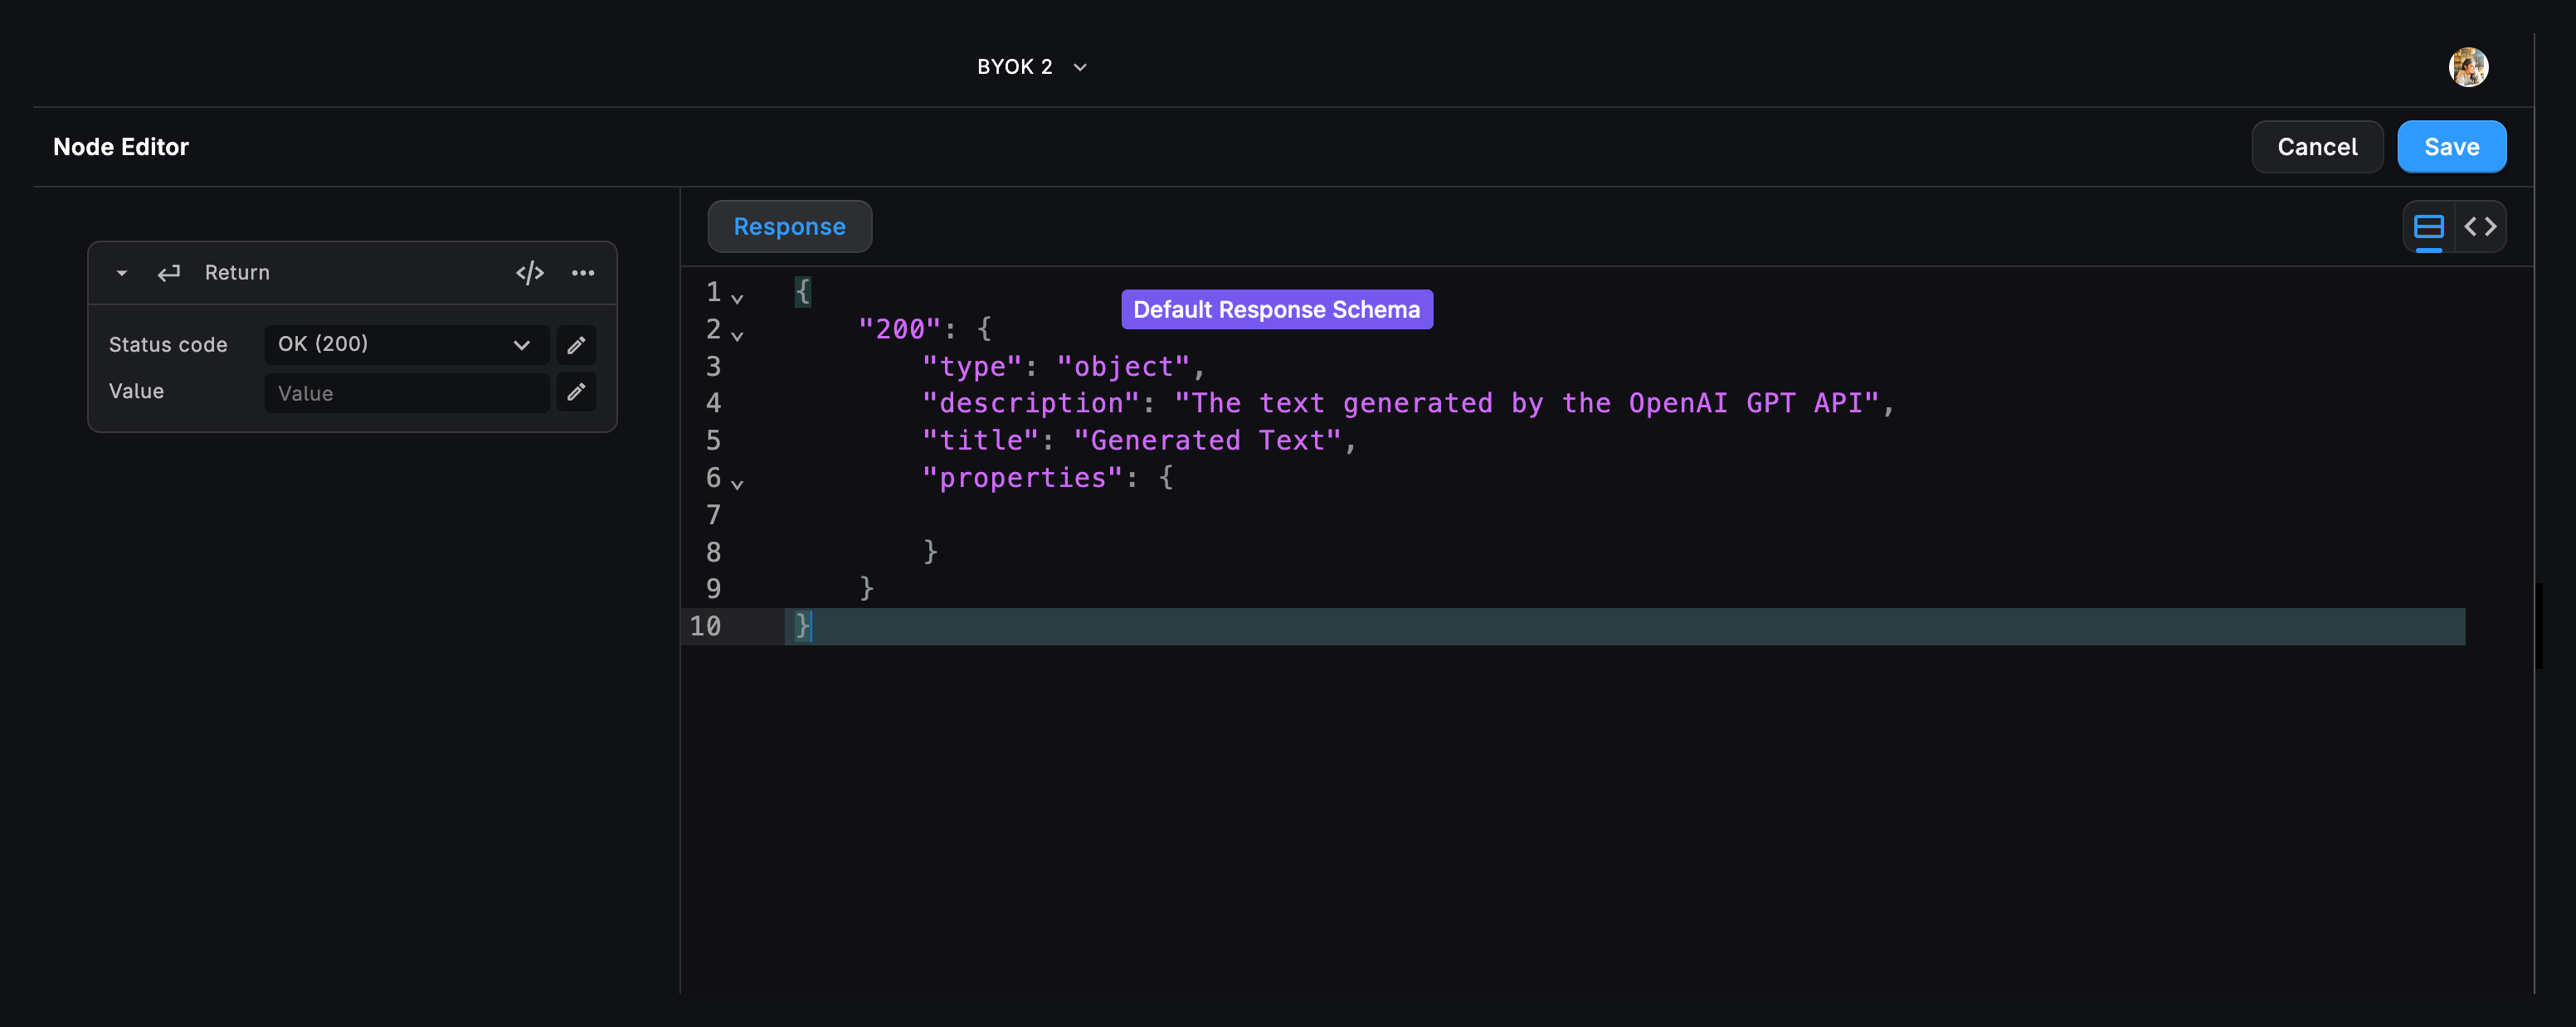 BYOK 2
Node Editor
Cancel
Save
Response
Return
Status code
OK (200)
Value
Value
Default Response Schema
1 {
2 "200": {
3 "type": "object",
4 "description": "The text generated by the OpenAI GPT API",
5 "title": "Generated Text",
6 "properties": {
7
8 }
9 }
10 }